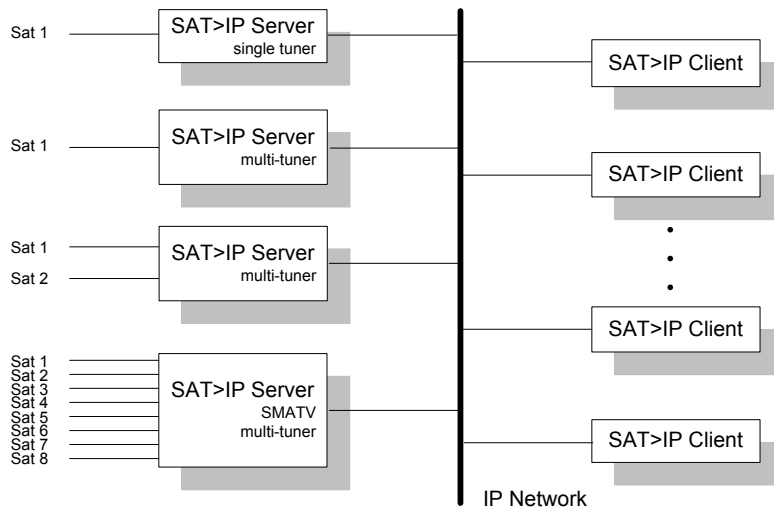 Sat 1
SAT>IP Server
single tuner
SAT>IP Client
Sat 1
SAT>IP Server
multi-tuner
SAT>IP Client
Sat 1
Sat 2
SAT>IP Server
multi-tuner
SAT>IP Client
Sat 1
Sat 2
Sat 3
Sat 4
Sat 5
Sat 6
Sat 7
Sat 8
SAT>IP Server
SMATV
multi-tuner
SAT>IP Client
IP Network